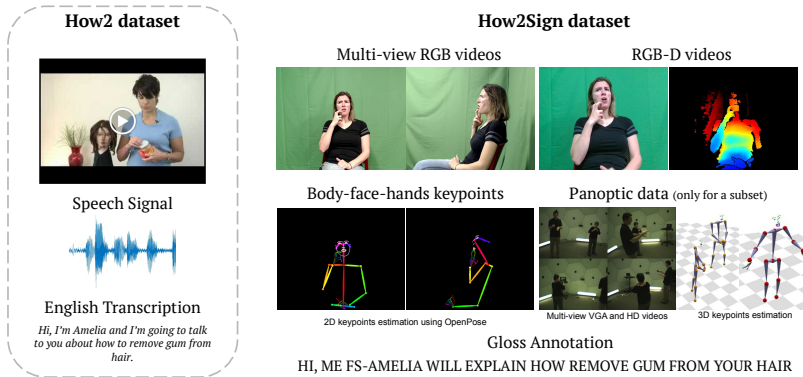 How2 dataset
Speech Signal
English Transcription
Hi, I'm Amelia and I'm going to talk
to you about how to remove gum from
hair.
How2Sign dataset
Multi-view RGB videos
RGB-D videos
Body-face-hands keypoints
Panoptic data (only for a subset)
2D keypoints estimation using OpenPose
Multi-view VGA and HD videos
3D keypoints estimation
Gloss Annotation
HI, ME FS-AMELIA WILL EXPLAIN HOW REMOVE GUM FROM YOUR HAIR